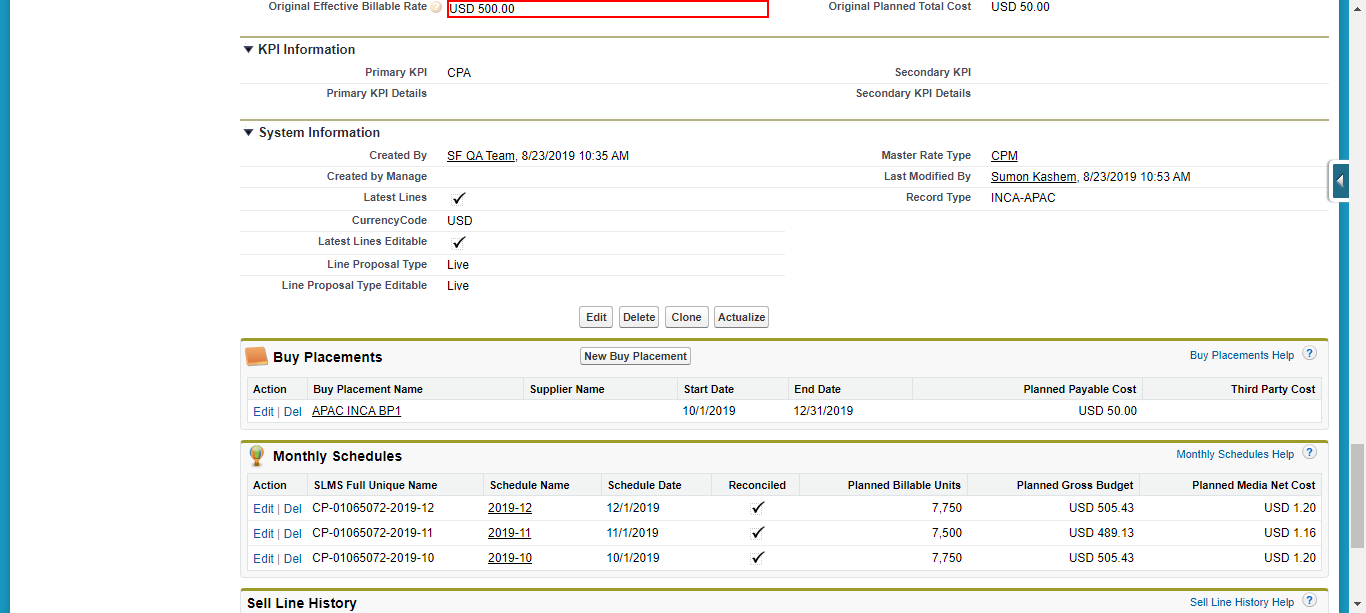 Original Effective Billable Rate ? USD 500.00 Original Planned Total Cost USD 50.00
KPI Information
Primary KPI CPA Secondary KPI
Primary KPI Details Secondary KPI Details
System Information
Created By SF QA Team, 8/23/2019 10:35 AM Master Rate Type CPM
Created by Manage Last Modified By Sumon Kashem, 8/23/2019 10:53 AM
Latest Lines ✓ Record Type INCA-APAC
CurrencyCode USD
Latest Lines Editable ✓
Line Proposal Type Live
Line Proposal Type Editable Live
Edit Delete Clone Actualize
Buy Placements New Buy Placement Buy Placements Help ?
Action Buy Placement Name Supplier Name Start Date End Date Planned Payable Cost Third Party Cost
Edit | Del APAC INCA BP1 10/1/2019 12/31/2019 USD 50.00
Monthly Schedules Monthly Schedules Help ?
Action SLMS Full Unique Name Schedule Name Schedule Date Reconciled Planned Billable Units Planned Gross Budget Planned Media Net Cost
Edit | Del CP-01065072-2019-12 2019-12 12/1/2019 ✓ 7,750 USD 505.43 USD 1.20
Edit | Del CP-01065072-2019-11 2019-11 11/1/2019 ✓ 7,500 USD 489.13 USD 1.16
Edit | Del CP-01065072-2019-10 2019-10 10/1/2019 ✓ 7,750 USD 505.43 USD 1.20
Sell Line History Sell Line History Help ?